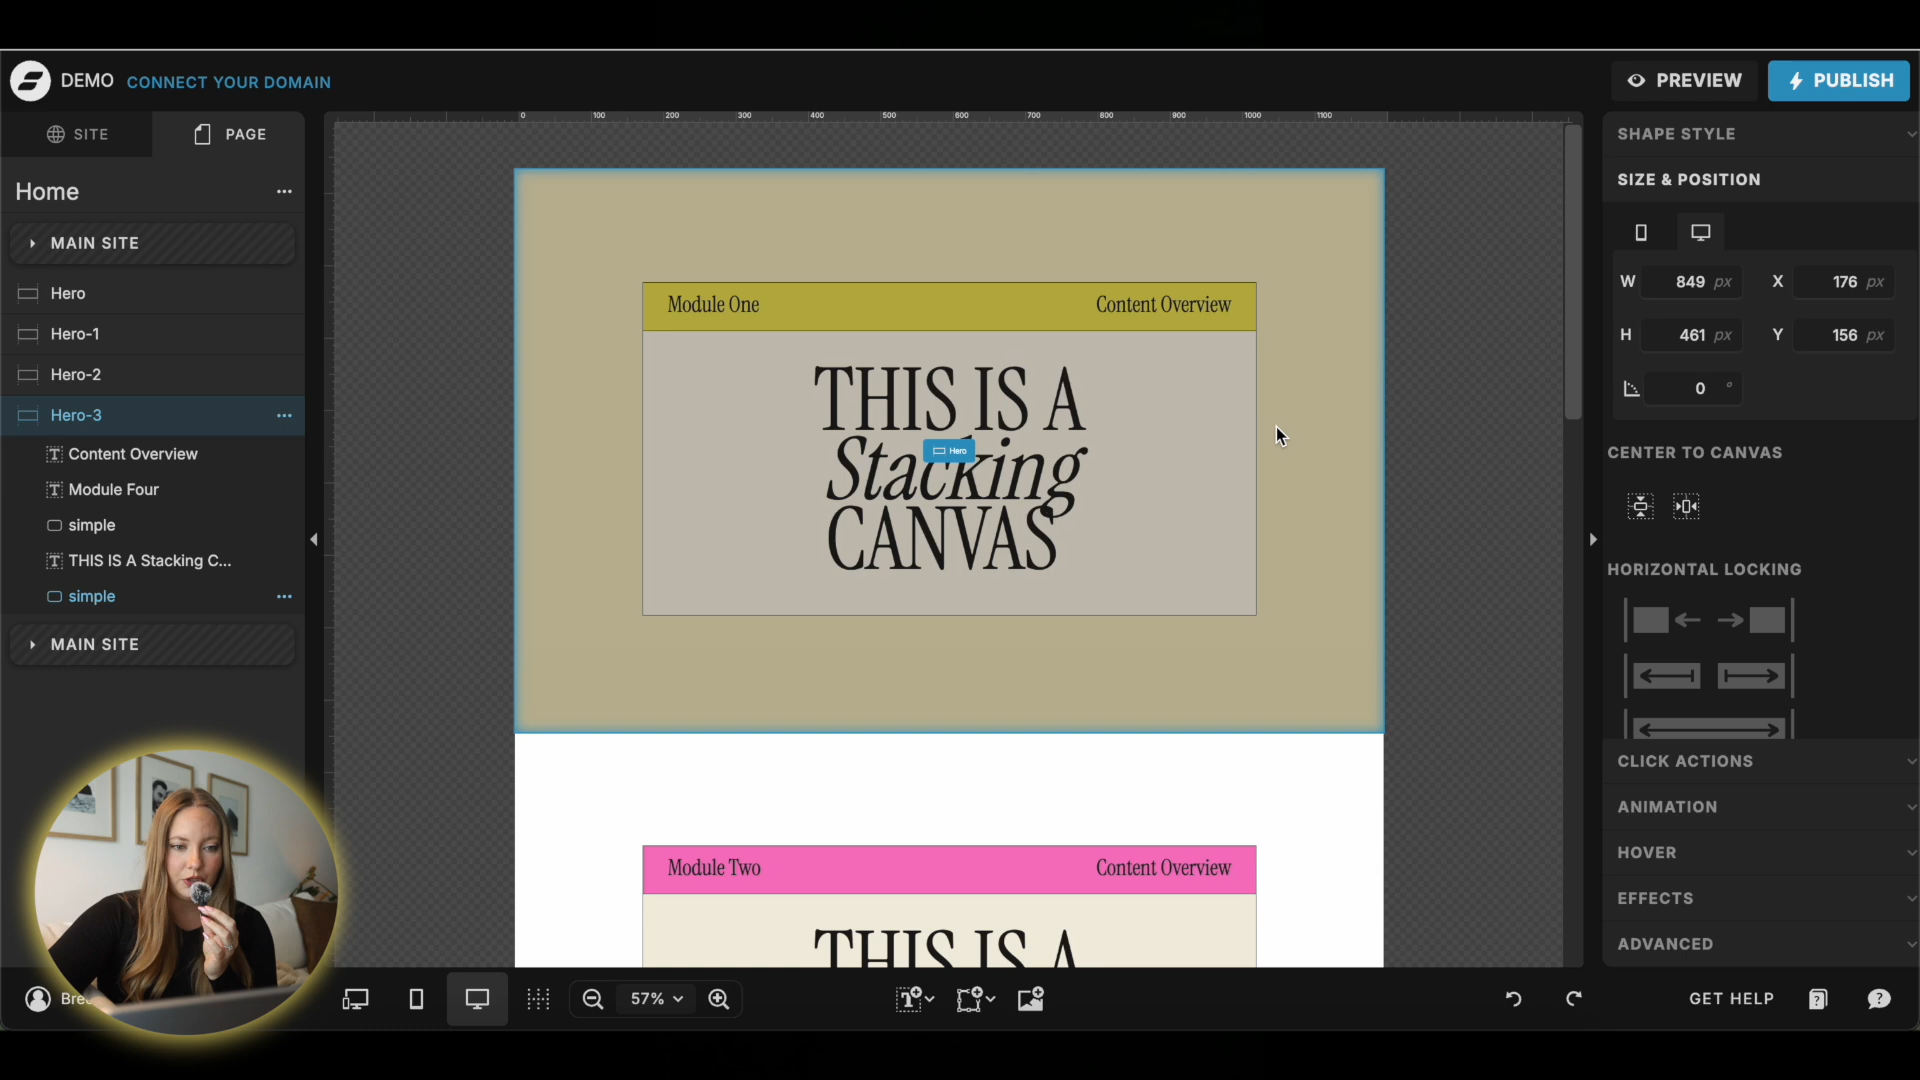 DEMO CONNECT YOUR DOMAIN
PREVIEW
PUBLISH
SITE
PAGE
Home
MAIN SITE
Hero
Hero-1
Hero-2
Hero-3
Content Overview
Module Four
simple
THIS IS A Stacking C...
simple
MAIN SITE
0 100 200 300 400 500 600 700 800 900 1000 1100
Module One
Content Overview
THIS IS A
Stacking
CANVAS
Hero
Module Two
Content Overview
THIS IS A
SHAPE STYLE
SIZE & POSITION
W 849 px X 176 px
H 461 px Y 156 px
0 °
CENTER TO CANVAS
HORIZONTAL LOCKING
CLICK ACTIONS
ANIMATION
HOVER
EFFECTS
ADVANCED
57%
GET HELP